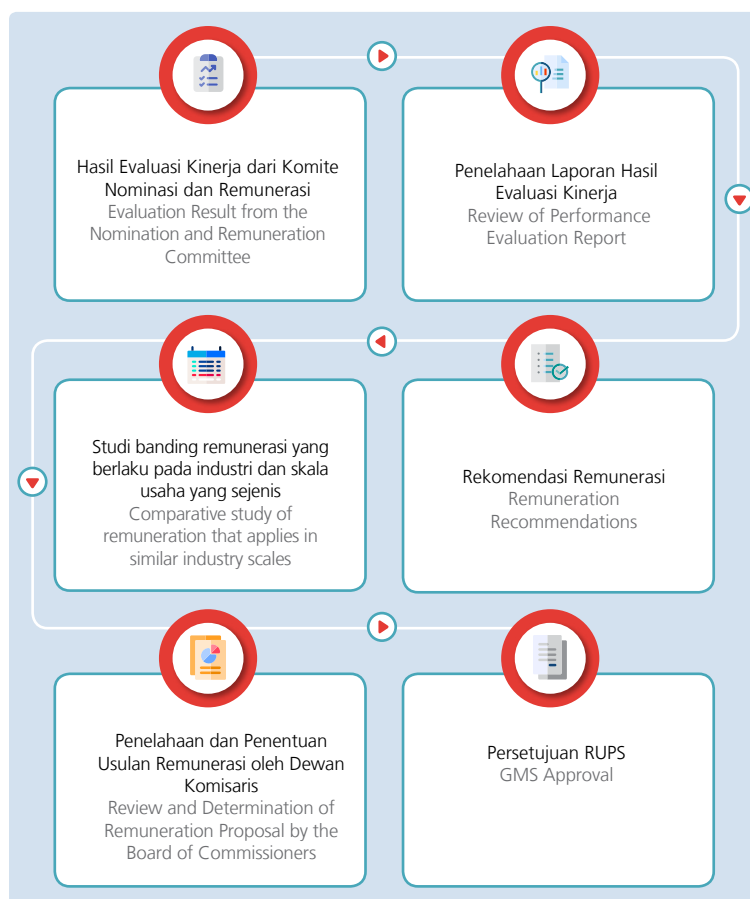 Hasil Evaluasi Kinerja dari Komite
Nominasi dan Remunerasi
Evaluation Result from the
Nomination and Remuneration
Committee
Penelahaan Laporan Hasil
Evaluasi Kinerja
Review of Performance
Evaluation Report
Studi banding remunerasi yang
berlaku pada industri dan skala
usaha yang sejenis
Comparative study of
remuneration that applies in
similar industry scales
Rekomendasi Remunerasi
Remuneration
Recommendations
Penelahaan dan Penentuan
Usulan Remunerasi oleh Dewan
Komisaris
Review and Determination of
Remuneration Proposal by the
Board of Commissioners
Persetujuan RUPS
GMS Approval